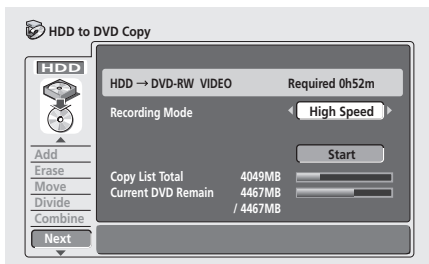 HDD to DVD Copy
HDD
HDD → DVD-RW VIDEO Required 0h52m
Recording Mode High Speed
Start
Copy List Total 4049MB
Current DVD Remain 4467MB
/ 4467MB
Add
Erase
Move
Divide
Combine
Next